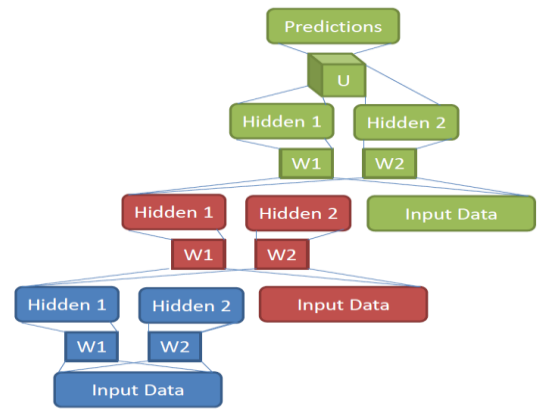 Predictions
U
Hidden 1 Hidden 2
W1 W2
Hidden 1 Hidden 2 Input Data
W1 W2
Hidden 1 Hidden 2 Input Data
W1 W2
Input Data